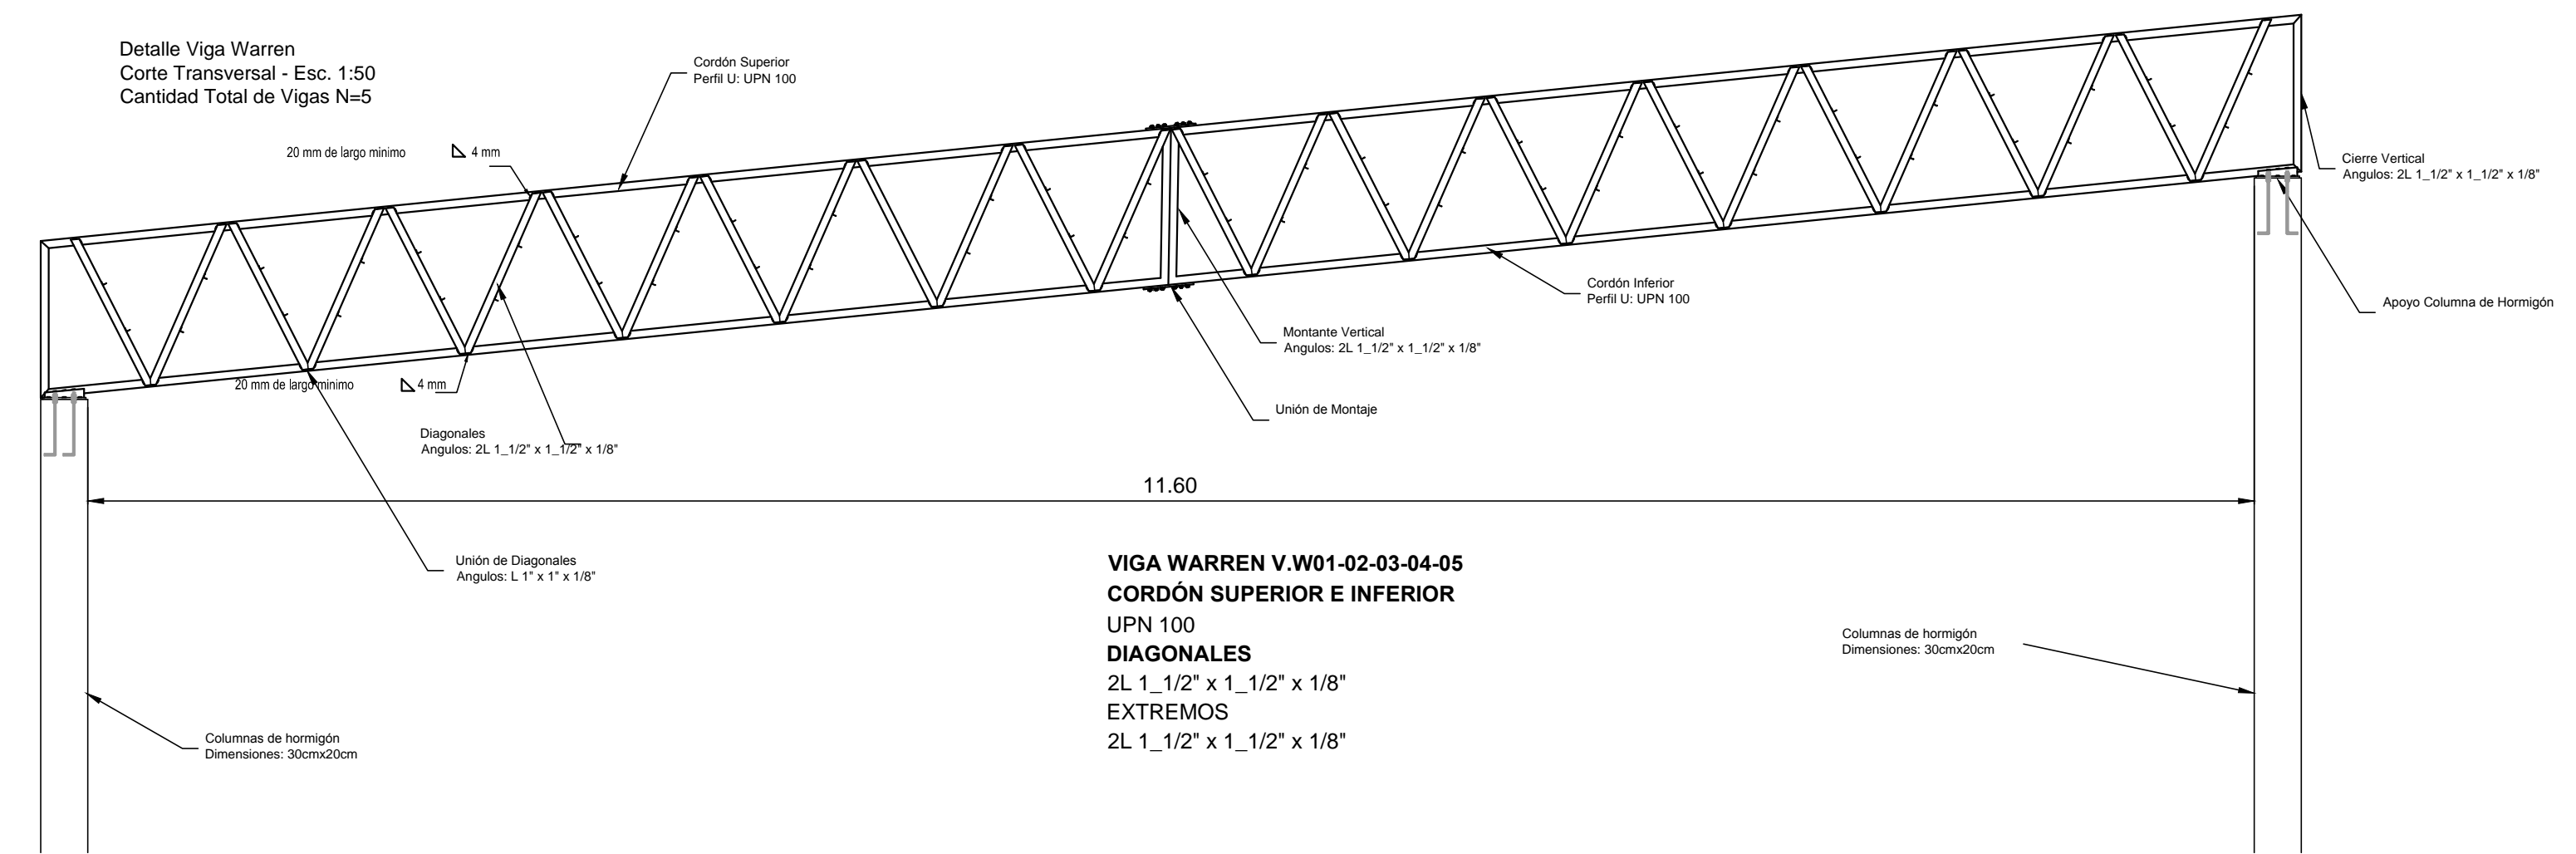 Detalle Viga Warren
Corte Transversal - Esc. 1:50
Cantidad Total de Vigas N=5
Cordón Superior
Perfil U: UPN 100
20 mm de largo minimo
4 mm
Cierre Vertical
Angulos: 2L 1_1/2" x 1_1/2" x 1/8"
Cordón Inferior
Perfil U: UPN 100
Apoyo Columna de Hormigón
Montante Vertical
Angulos: 2L 1_1/2" x 1_1/2" x 1/8"
20 mm de largo minimo
4 mm
Unión de Montaje
Diagonales
Angulos: 2L 1_1/2" x 1_1/2" x 1/8"
11.60
Unión de Diagonales
Angulos: L 1" x 1" x 1/8"
VIGA WARREN V.W01-02-03-04-05
CORDÓN SUPERIOR E INFERIOR
UPN 100
DIAGONALES
2L 1_1/2" x 1_1/2" x 1/8"
EXTREMOS
2L 1_1/2" x 1_1/2" x 1/8"
Columnas de hormigón
Dimensiones: 30cmx20cm
Columnas de hormigón
Dimensiones: 30cmx20cm